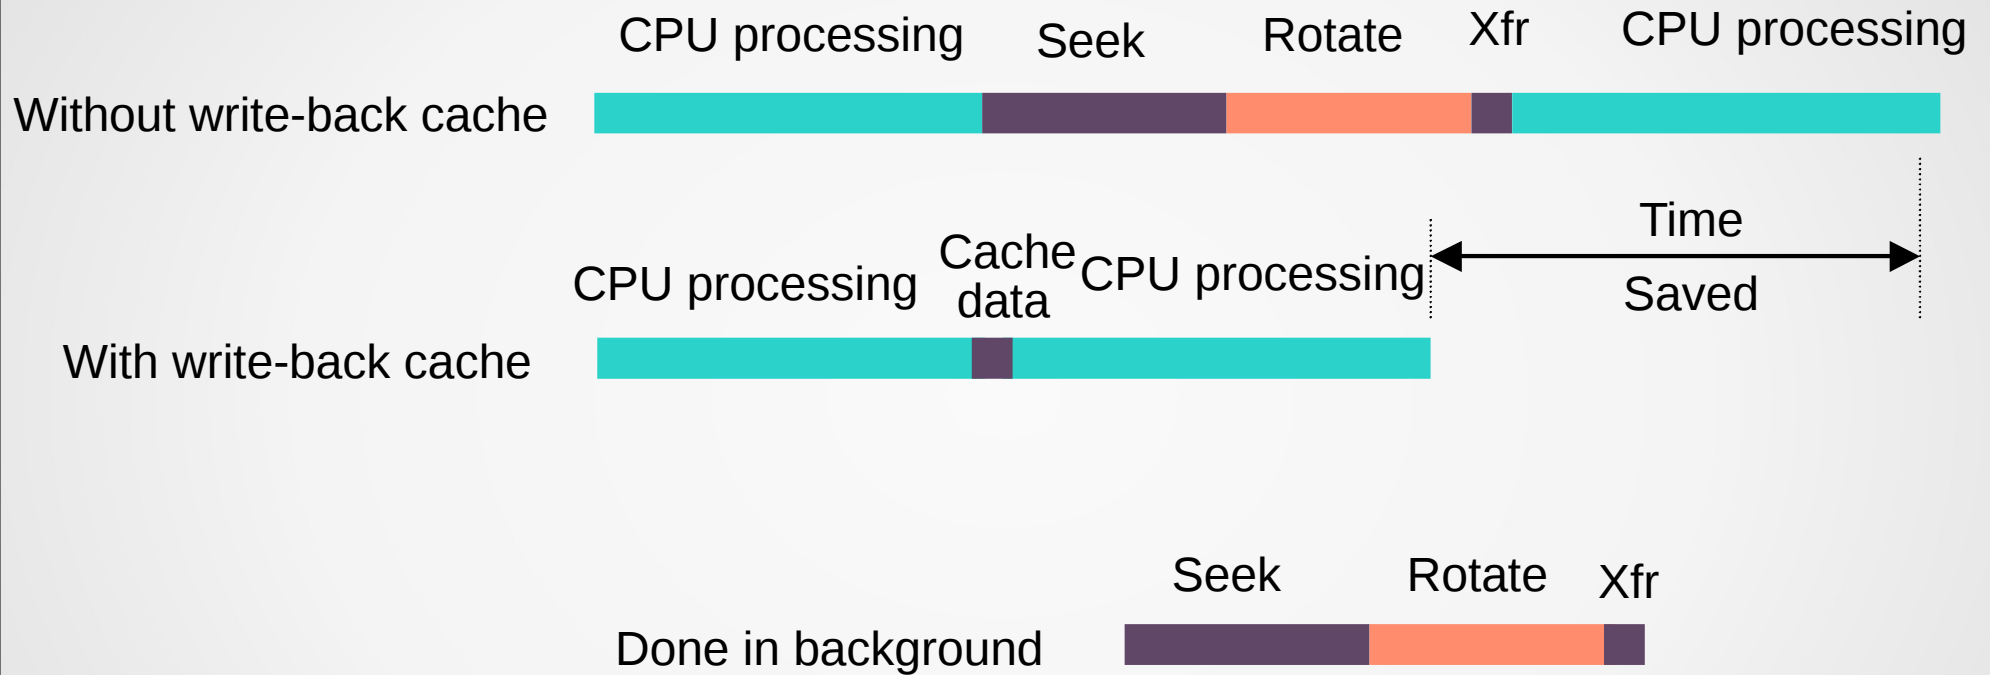 CPU processing Seek Rotate Xfr CPU processing
Without write-back cache
Time
Saved
CPU processing Cache data CPU processing
With write-back cache
Seek Rotate Xfr
Done in background